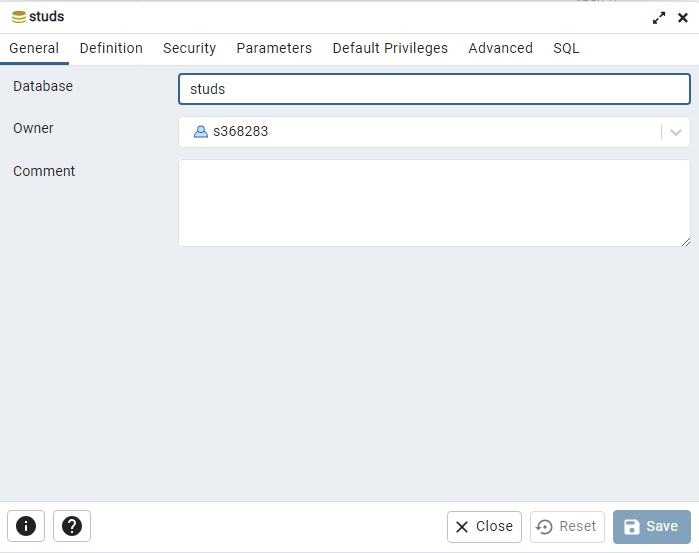 studs
General Definition Security Parameters Default Privileges Advanced SQL
Database studs
Owner s368283
Comment
Close Reset Save